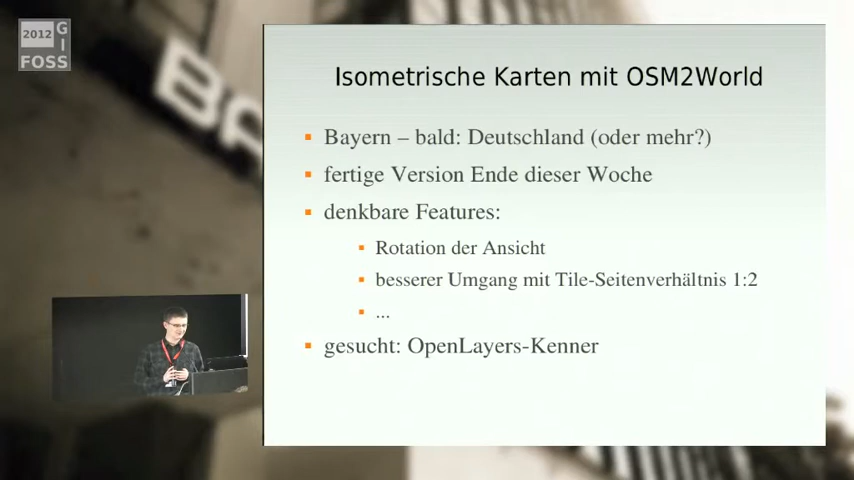 2012
G
I
FOSS
BA
Isometrische Karten mit OSM2World
Bayern – bald: Deutschland (oder mehr?)
fertige Version Ende dieser Woche
denkbare Features:
Rotation der Ansicht
besserer Umgang mit Tile-Seitenverhältnis 1:2
...
gesucht: OpenLayers-Kenner